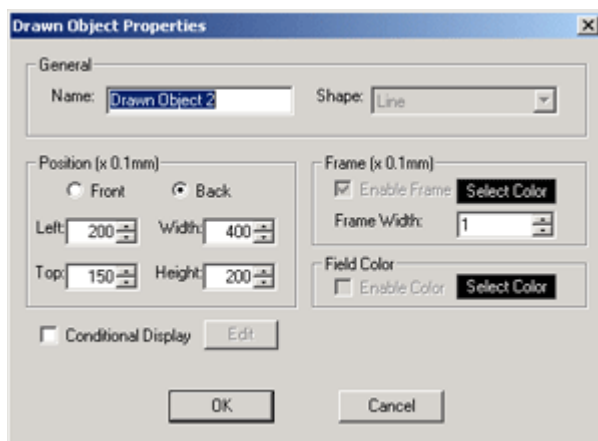 Drawn Object Properties
General
Name: Drawn Object 2 Shape: Line
Position (x 0.1mm)
Front Back
Left: 200 Width: 400
Top: 150 Height: 200
Frame (x 0.1mm)
Enable Frame Select Color
Frame Width: 1
Field Color
Enable Color Select Color
Conditional Display Edit
OK Cancel